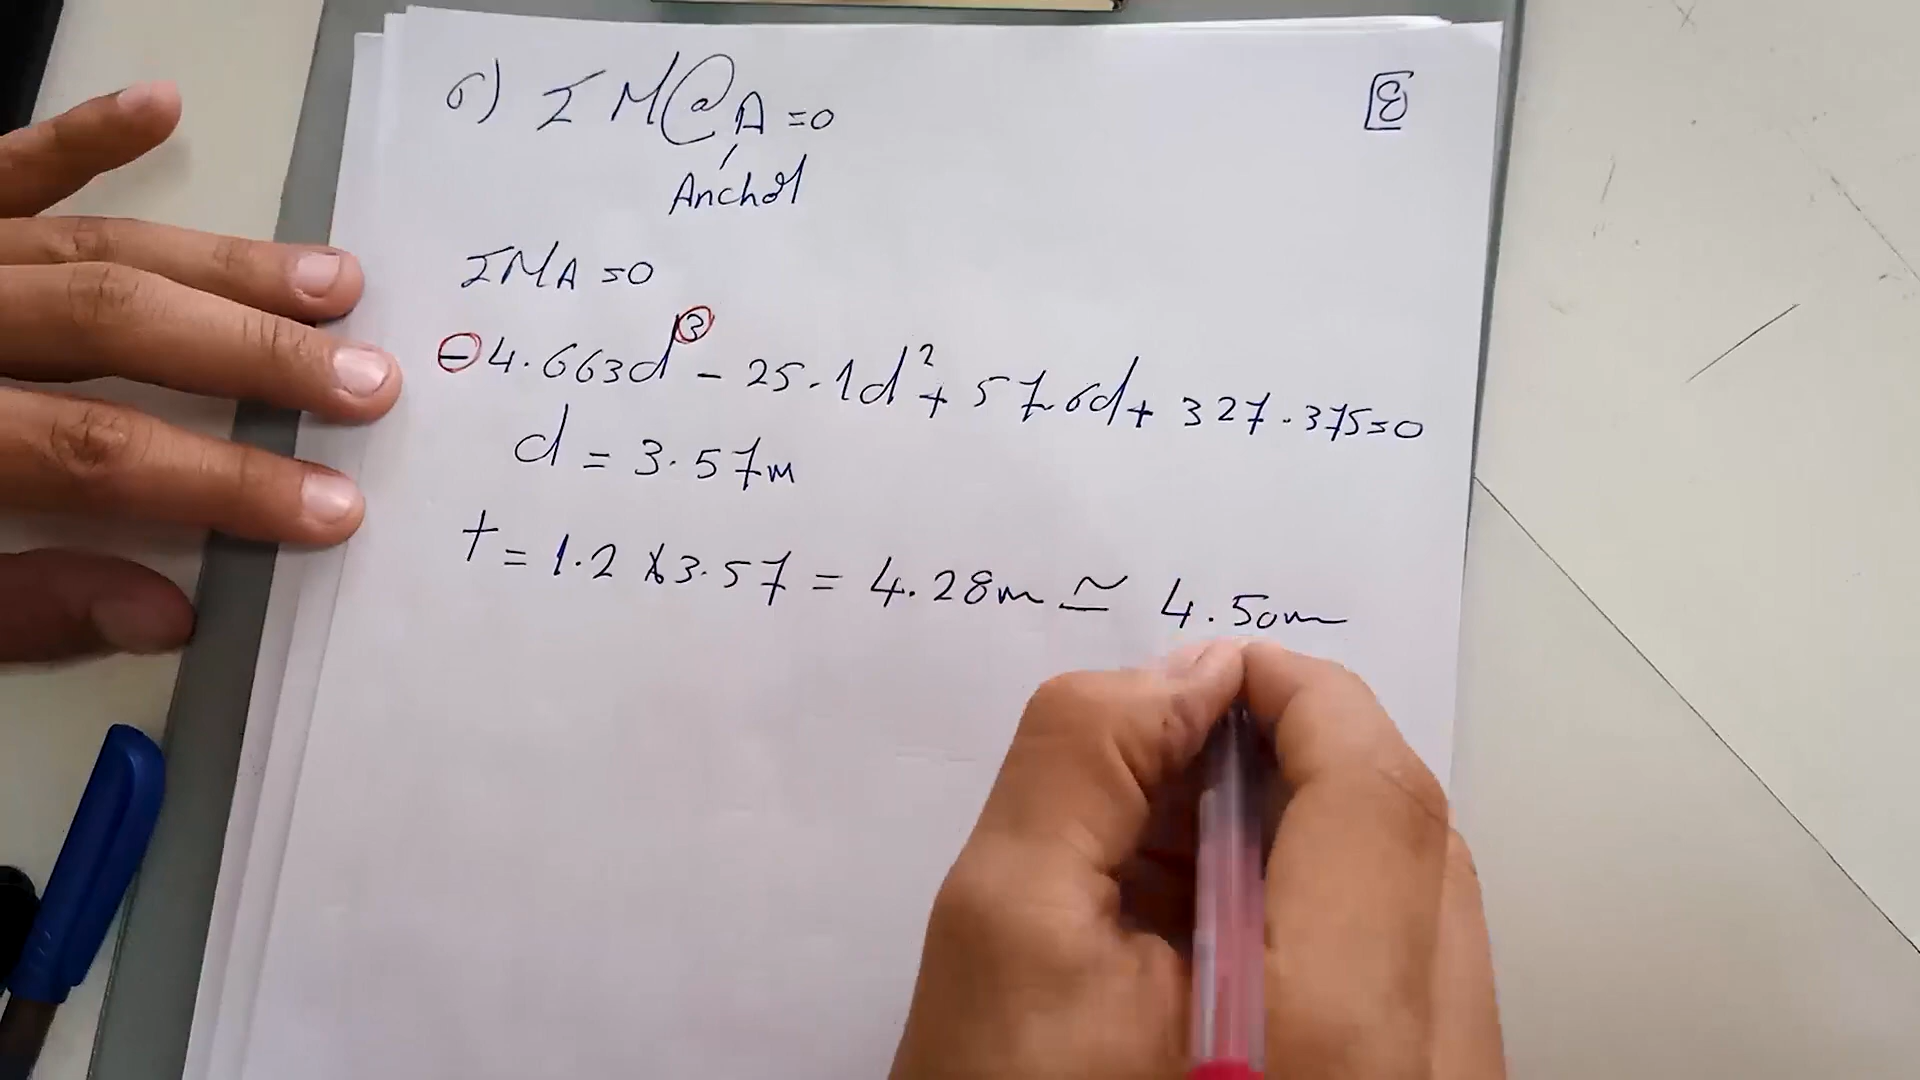 6) ΣM@A=0
8
Anchor
ΣMA=0
-4.663d³ - 25.1d² + 57.6d + 327.375=0
d = 3.57m
t = 1.2 x 3.57 = 4.28m ≃ 4.50m